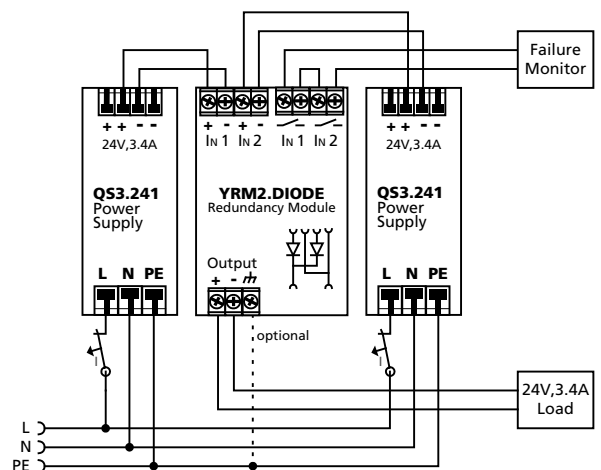 Failure
Monitor
+ + - -
24V,3.4A
QS3.241
Power
Supply
L N PE
+ - + -
IN 1 IN 2 IN 1 IN 2
YRM2.DIODE
Redundancy Module
Output
+ -
optional
+ + - -
24V,3.4A
QS3.241
Power
Supply
L N PE
24V,3.4A
Load
L
N
PE